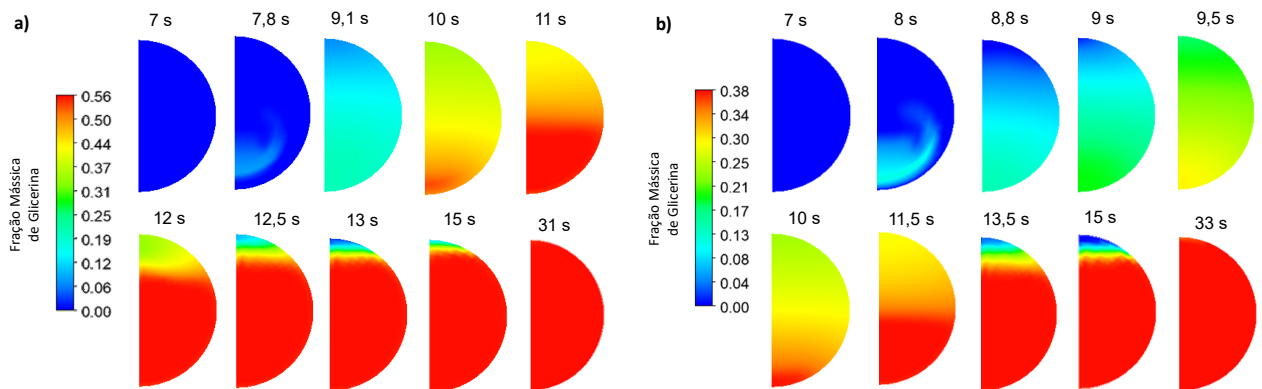 a)
7 s
7,8 s
9,1 s
10 s
11 s
Fração Mássica
de Glicerina
0.56
0.50
0.44
0.37
0.31
0.25
0.19
0.12
0.06
0.00
12 s
12,5 s
13 s
15 s
31 s
b)
7 s
8 s
8,8 s
9 s
9,5 s
Fração Mássica
de Glicerina
0.38
0.34
0.30
0.25
0.21
0.17
0.13
0.08
0.04
0.00
10 s
11,5 s
13,5 s
15 s
33 s